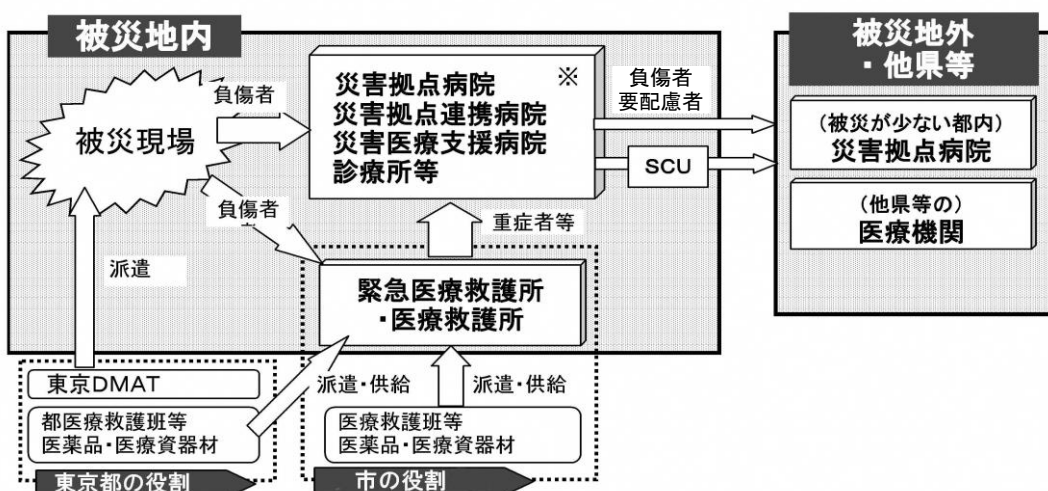 被災地内
被災現場
負傷者
災害拠点病院
※
災害拠点連携病院
災害医療支援病院
診療所等
負傷者
要配慮者
SCU
被災地外
・他県等
(被災が少ない都内)
災害拠点病院
(他県等の)
医療機関
負傷者
重症者等
派遣
緊急医療救護所
・医療救護所
東京DMAT
都医療救護班等
医薬品・医療資器材
東京都の役割
派遣・供給
派遣・供給
医療救護班等
医薬品・医療資器材
市の役割